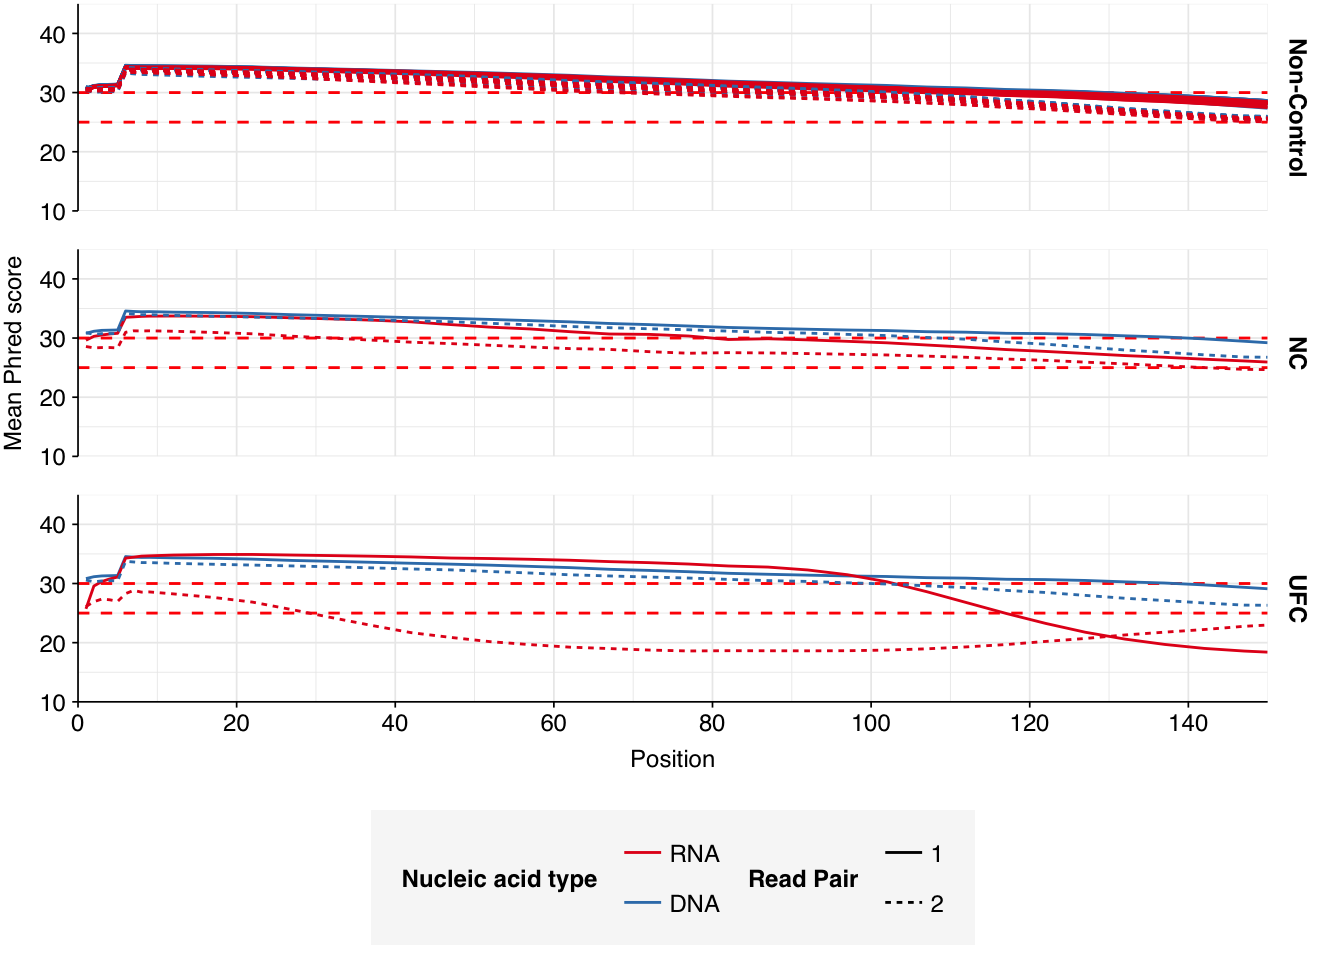 40
30
20
10
Non-Control
Mean Phred score
40
30
20
10
NC
40
30
20
10
UFC
0 20 40 60 80 100 120 140
Position
Nucleic acid type
RNA
DNA
Read Pair
1
2